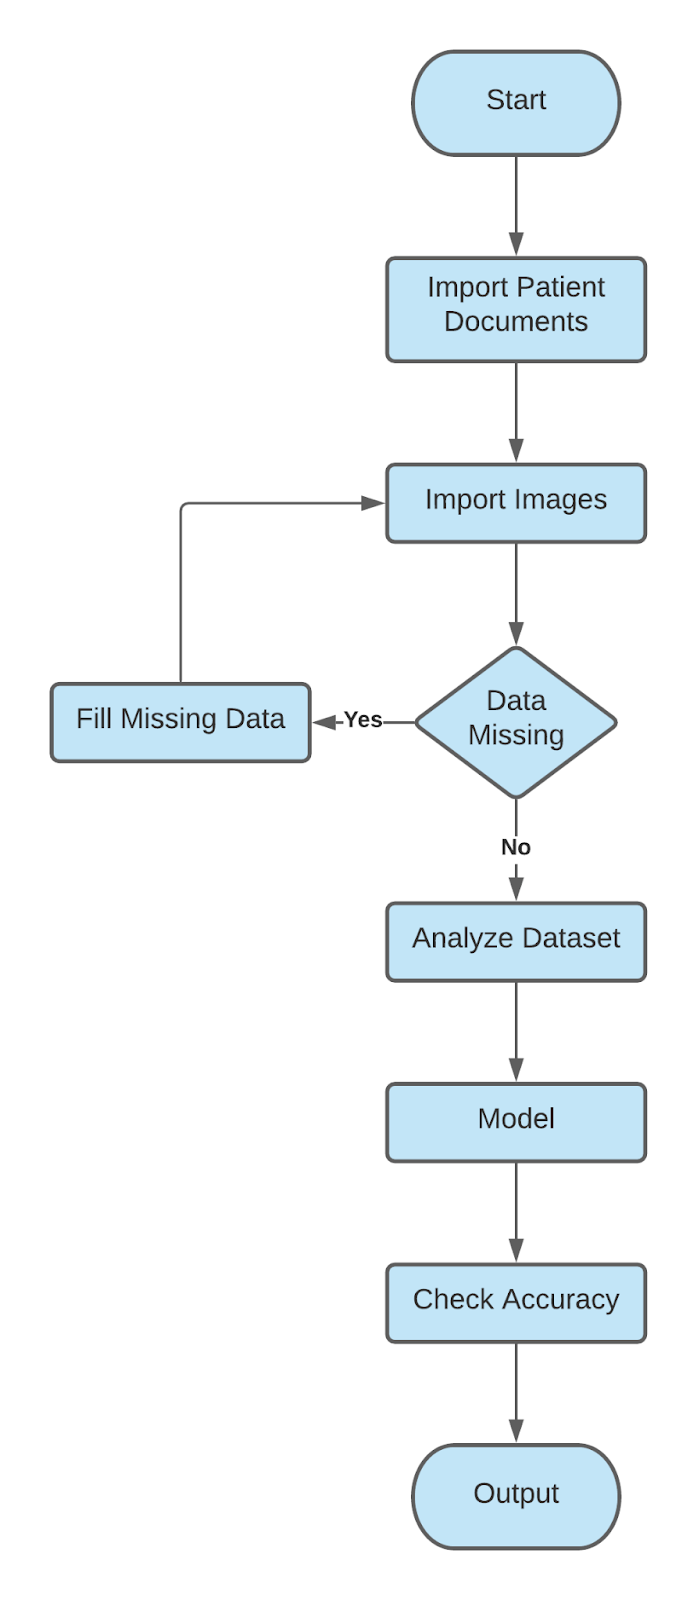 Start
Import Patient
Documents
Import Images
Data
Missing
Yes
Fill Missing Data
No
Analyze Dataset
Model
Check Accuracy
Output